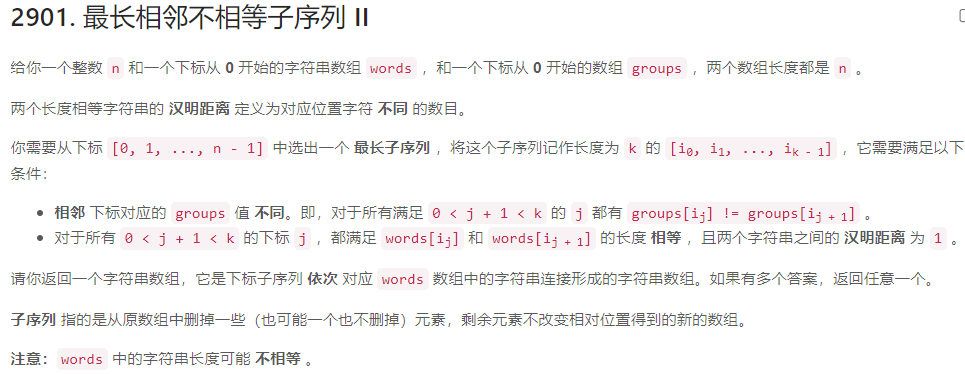 2901. 最长相邻不相等子序列 II
给你一个整数 n 和一个下标从 0 开始的字符串数组 words ，和一个下标从 0 开始的数组 groups ，两个数组长度都是 n 。
两个长度相等字符串的 汉明距离 定义为对应位置字符 不同 的数目。
你需要从下标 [0, 1, ..., n - 1] 中选出一个 最长子序列 ，将这个子序列记作长度为 k 的 [i₀, i₁, ..., iₖ ₋ ₁] ，它需要满足以下
条件：
• 相邻 下标对应的 groups 值 不同。即，对于所有满足 0 < j + 1 < k 的 j 都有 groups[iⱼ] != groups[iⱼ ₊ ₁] 。
• 对于所有 0 < j + 1 < k 的下标 j ，都满足 words[iⱼ] 和 words[iⱼ ₊ ₁] 的长度 相等 ，且两个字符串之间的 汉明距离 为 1 。
请你返回一个字符串数组，它是下标子序列 依次 对应 words 数组中的字符串连接形成的字符串数组。如果有多个答案，返回任意一个。
子序列 指的是从原数组中删掉一些（也可能一个也不删掉）元素，剩余元素不改变相对位置得到的新的数组。
注意：words 中的字符串长度可能 不相等 。